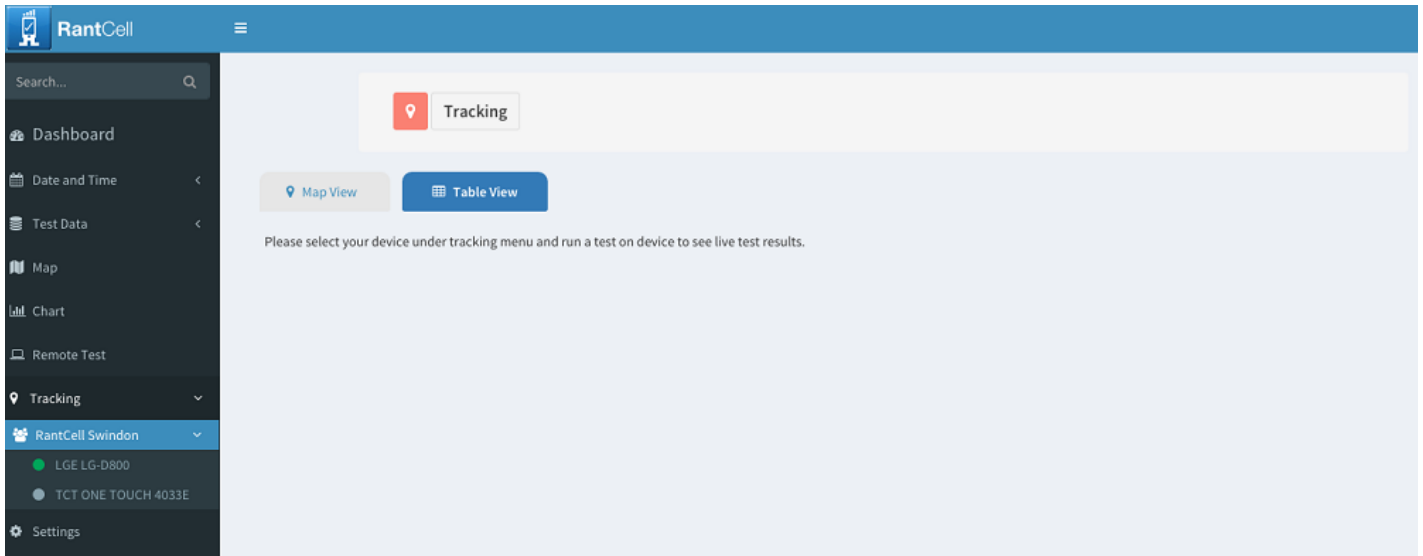 RantCell
Search...
Dashboard
Date and Time
Test Data
Map
Chart
Remote Test
Tracking
RantCell Swindon
LGE LG-D800
TCT ONE TOUCH 4033E
Settings
Tracking
Map View
Table View
Please select your device under tracking menu and run a test on device to see live test results.